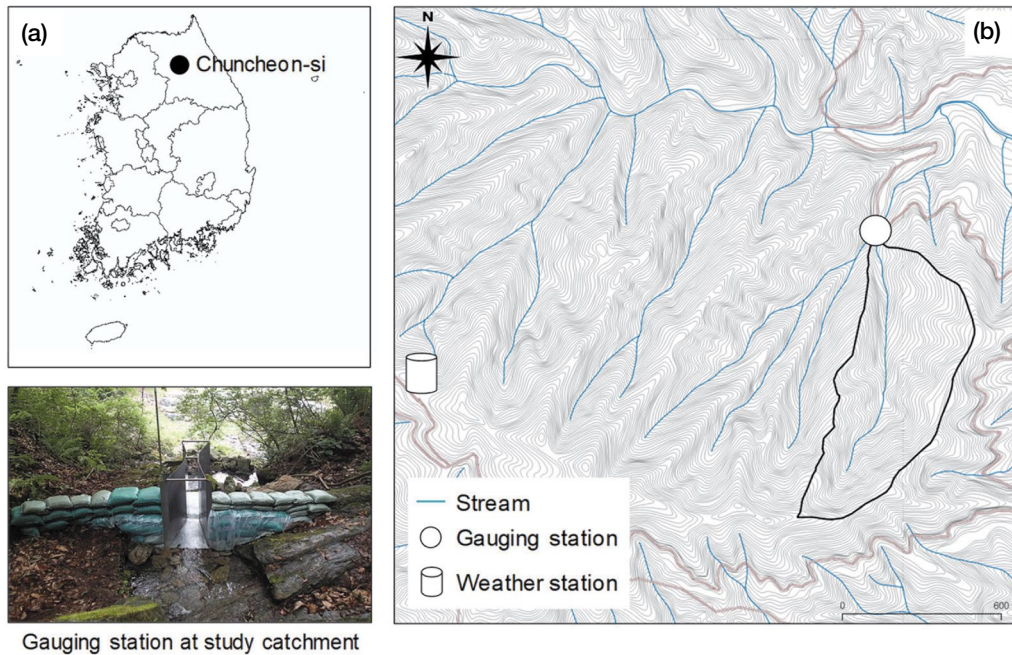 (a)
Chuncheon-si
Gauging station at study catchment
N
(b)
Stream
Gauging station
Weather station
0 600